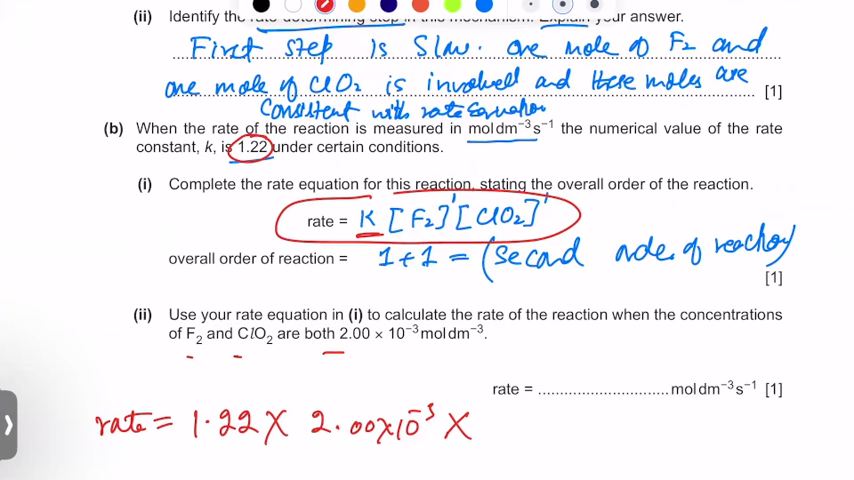 (ii) Identify the rate-determining step in this mechanism. Explain your answer.
First step is Slow. one mole of F₂ and
one mole of ClO₂ is involved and these moles are
consistent with rate equation
[1]
(b) When the rate of the reaction is measured in mol dm⁻³ s⁻¹ the numerical value of the rate
constant, k, is 1.22 under certain conditions.
(i) Complete the rate equation for this reaction, stating the overall order of the reaction.
rate = K [F₂]¹ [ClO₂]¹
overall order of reaction = 1+1 = (Second order of reaction)
[1]
(ii) Use your rate equation in (i) to calculate the rate of the reaction when the concentrations
of F₂ and ClO₂ are both 2.00 × 10⁻³ mol dm⁻³.
rate = .............................. mol dm⁻³ s⁻¹ [1]
rate = 1.22 X 2.00X10⁻³ X